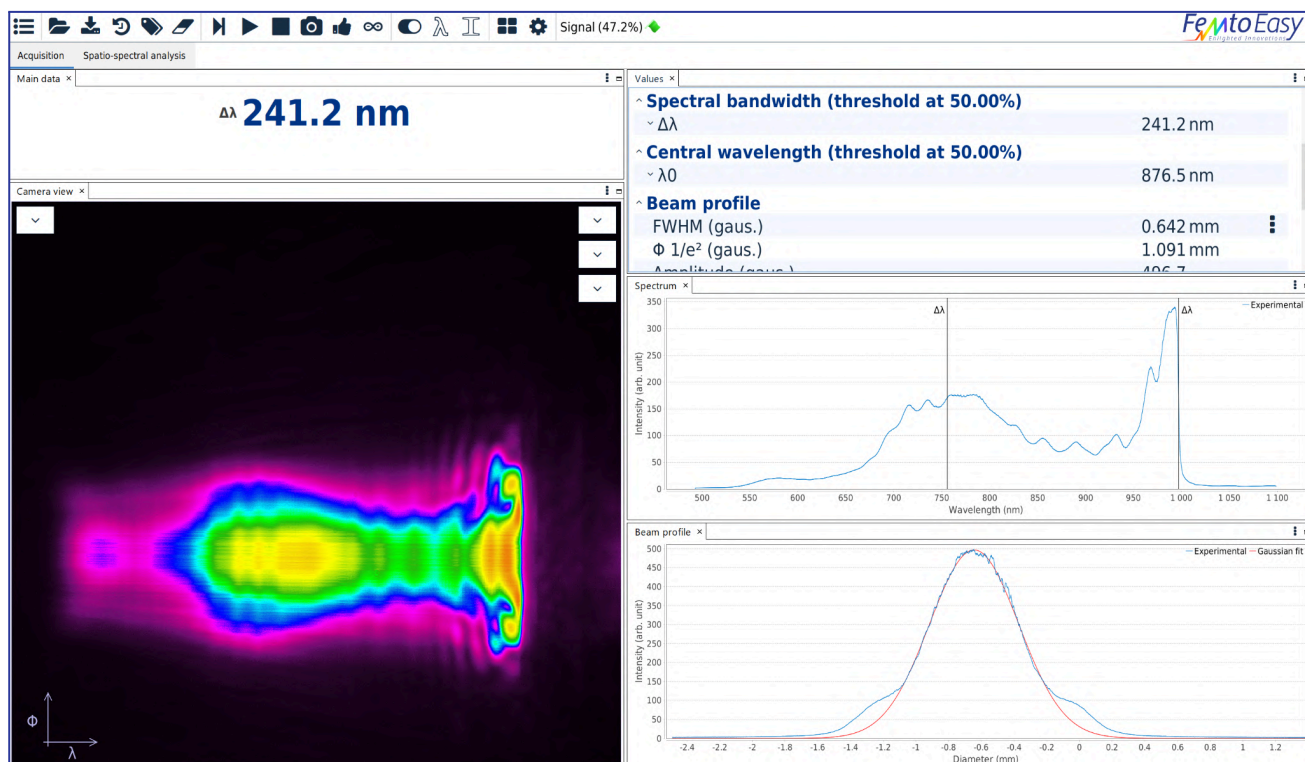 Signal (47.2%)
FemtoEasy
Enlighted Innovations
Acquisition Spatio-spectral analysis
Main data ×
Δλ 241.2 nm
Camera view ×
Φ
λ
Values ×
Spectral bandwidth (threshold at 50.00%)
Δλ 241.2 nm
Central wavelength (threshold at 50.00%)
λ0 876.5 nm
Beam profile
FWHM (gaus.) 0.642 mm
Φ 1/e² (gaus.) 1.091 mm
Amplitude (gaus.) 496.7
Spectrum ×
Intensity (arb. unit)
350
300
250
200
150
100
50
0
Δλ Δλ
Experimental
500 550 600 650 700 750 800 850 900 950 1 000 1 050 1 100
Wavelength (nm)
Beam profile ×
Intensity (arb. unit)
500
450
400
350
300
250
200
150
100
50
0
Experimental Gaussian fit
-2.4 -2.2 -2 -1.8 -1.6 -1.4 -1.2 -1 -0.8 -0.6 -0.4 -0.2 0 0.2 0.4 0.6 0.8 1 1.2
Diameter (mm)